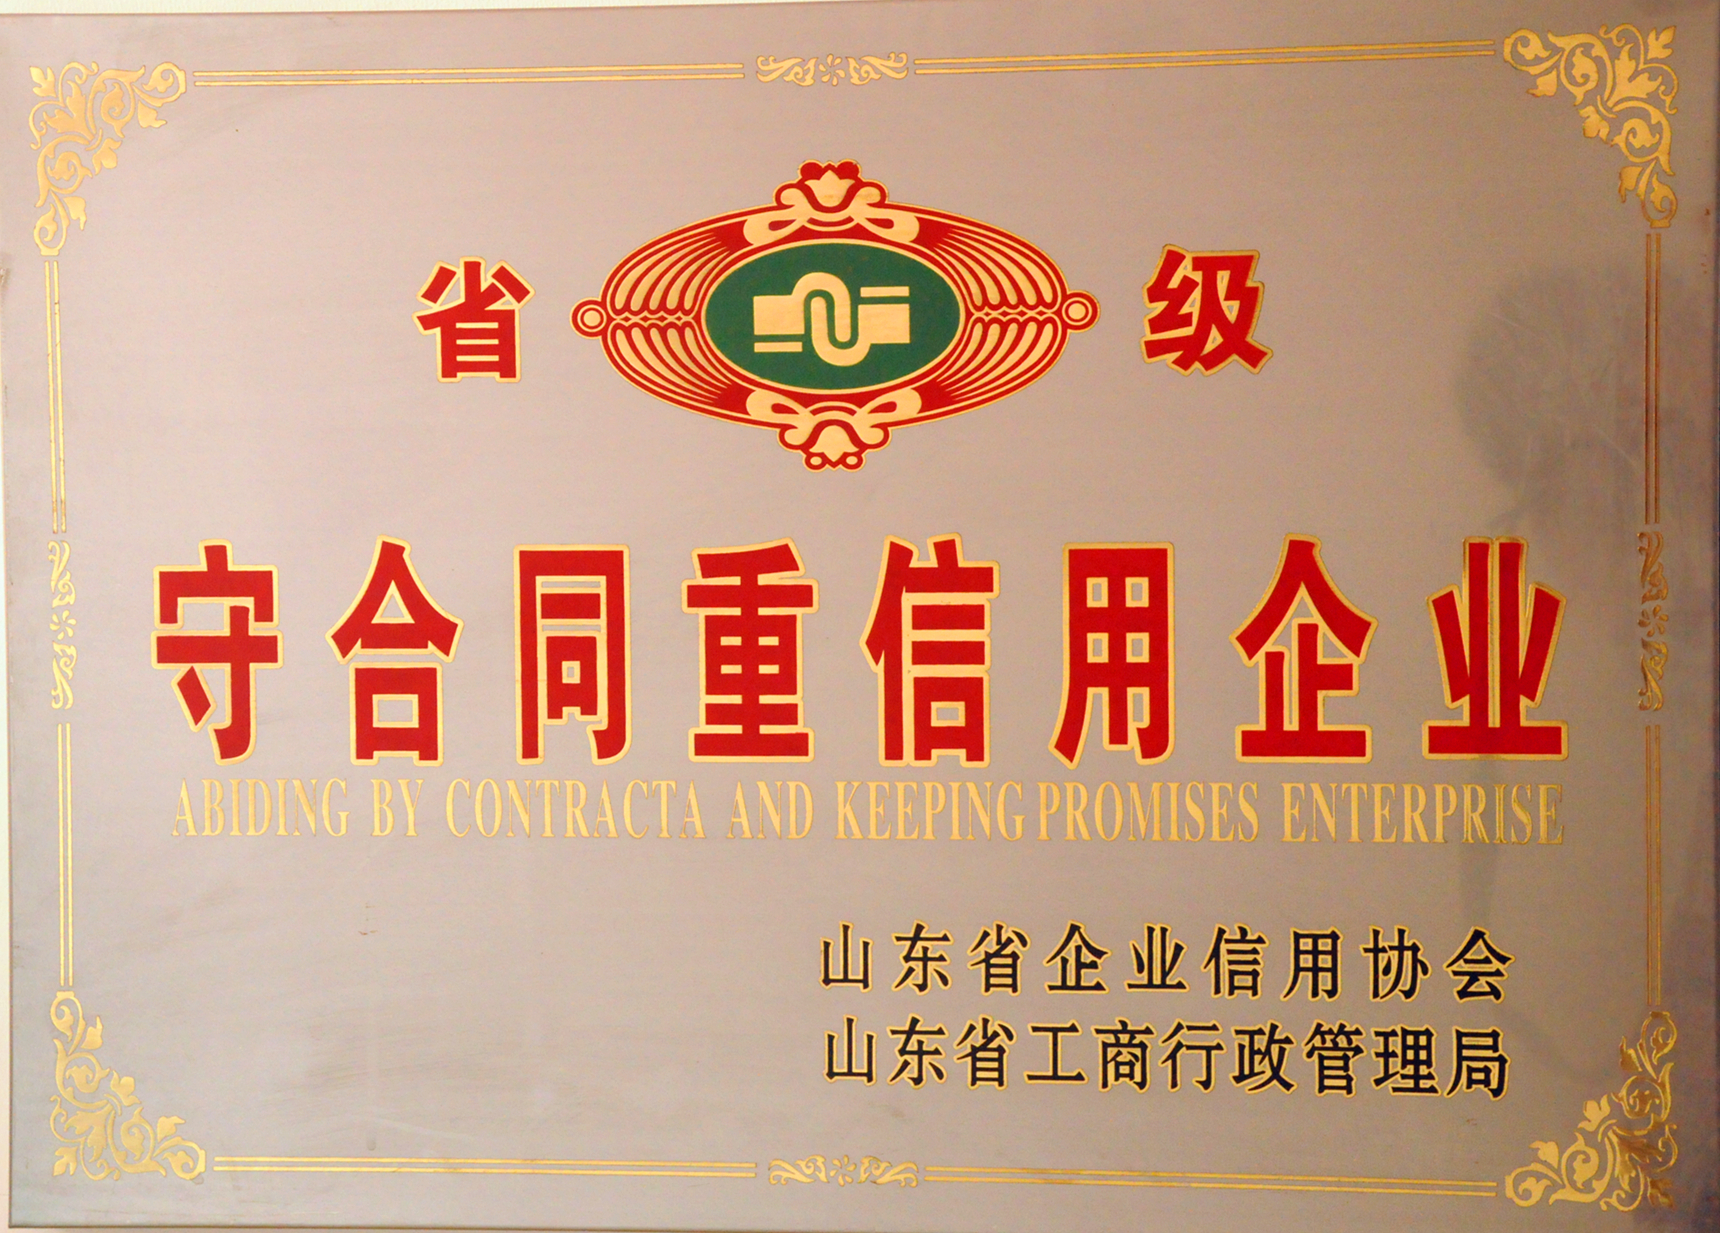 省 级
守合同重信用企业
ABIDING BY CONTRACTA AND KEEPING PROMISES ENTERPRISE
山东省企业信用协会
山东省工商行政管理局